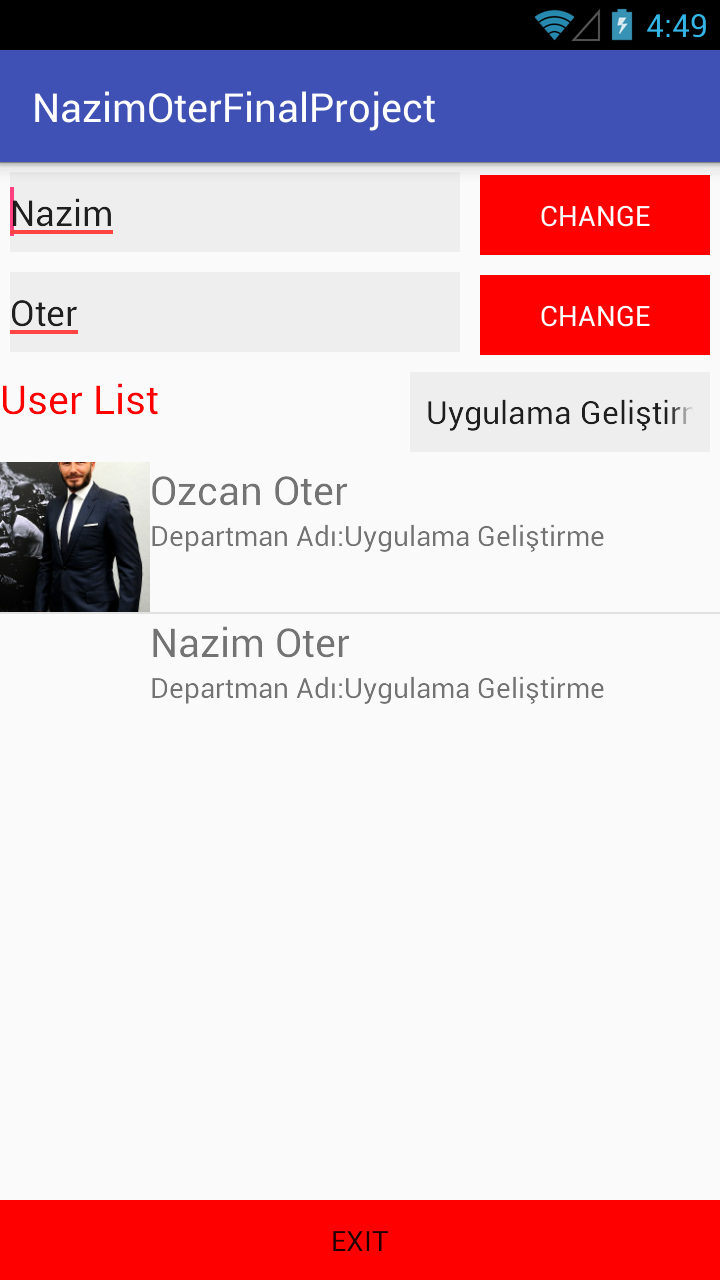 4:49
NazimOterFinalProject
Nazim
CHANGE
Oter
CHANGE
User List
Uygulama Geliştirr
Ozcan Oter
Departman Adı:Uygulama Geliştirme
Nazim Oter
Departman Adı:Uygulama Geliştirme
EXIT